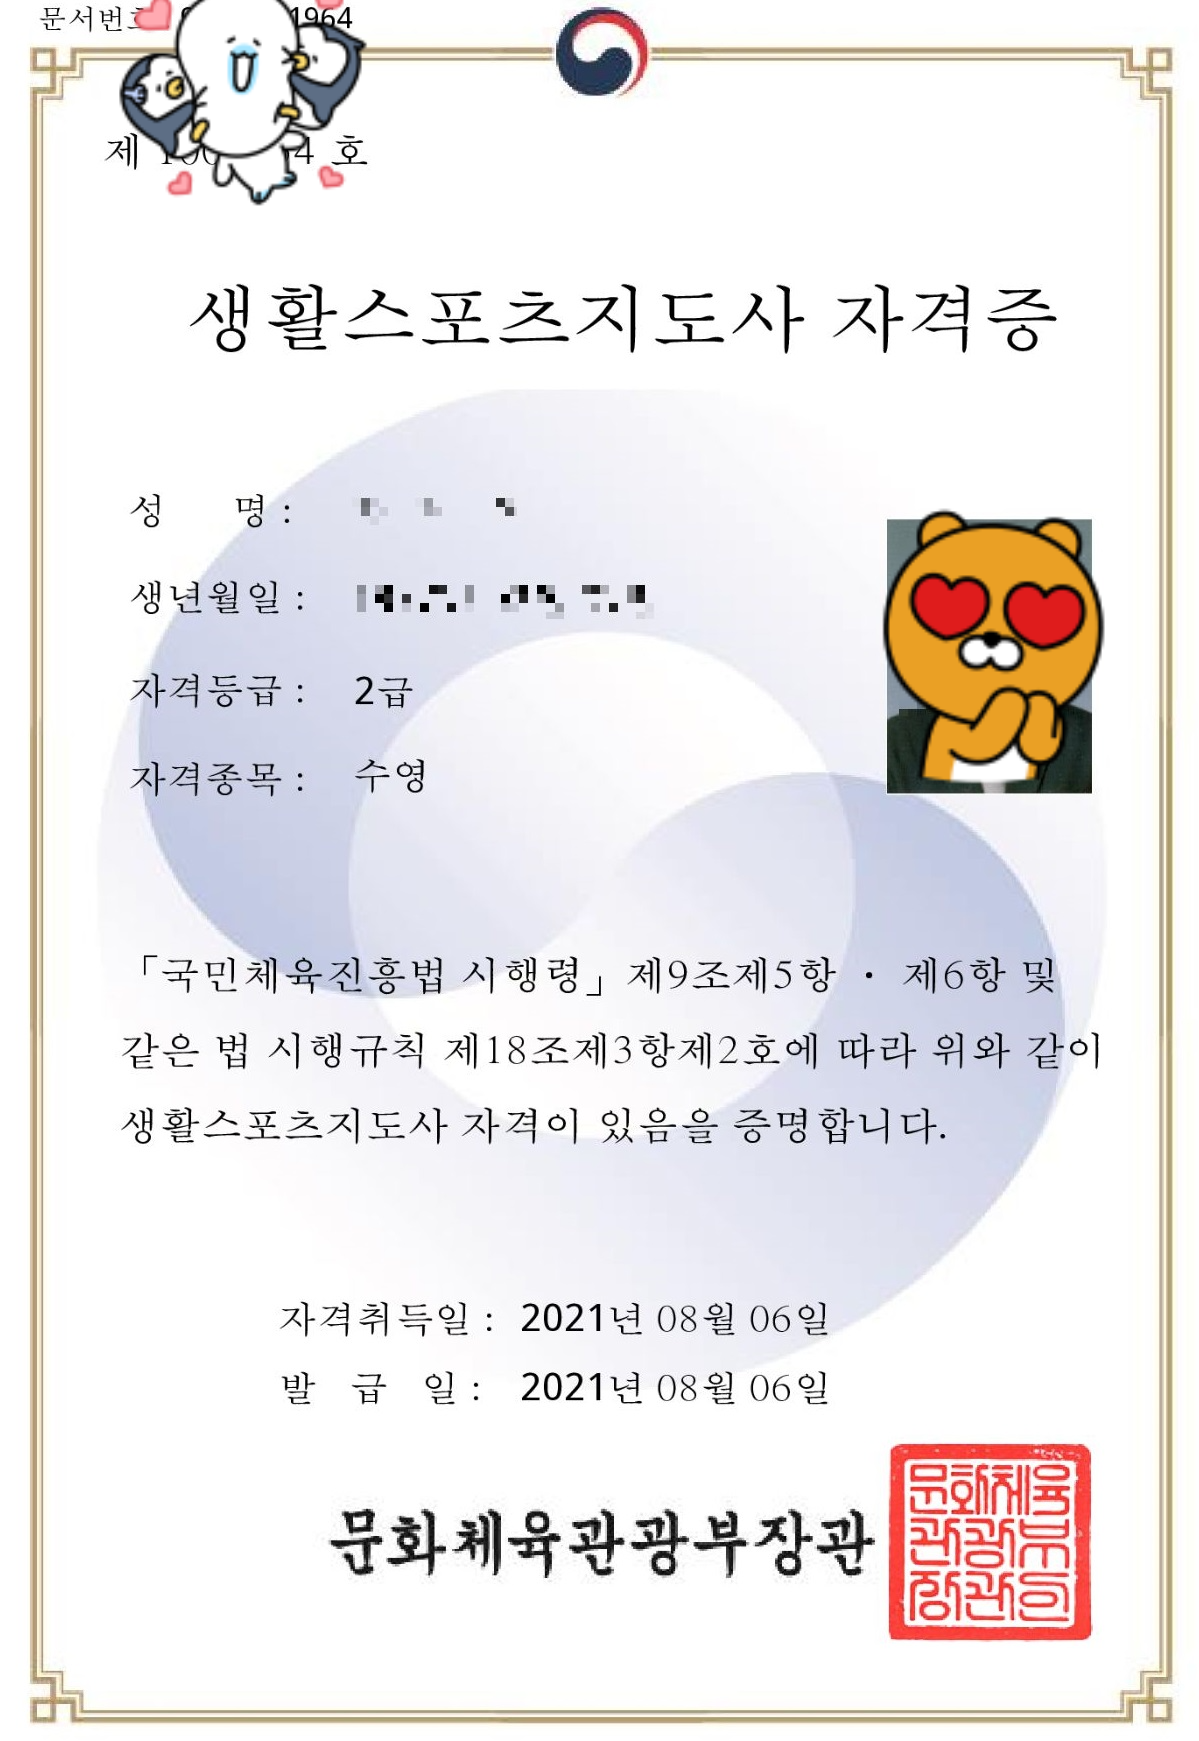 문서번호 1964
제 4 호
생활스포츠지도사 자격증
성 명 :
생년월일 :
자격등급 : 2급
자격종목 : 수영
「국민체육진흥법 시행령」 제9조제5항 · 제6항 및
같은 법 시행규칙 제18조제3항제2호에 따라 위와 같이
생활스포츠지도사 자격이 있음을 증명합니다.
자격취득일 : 2021년 08월 06일
발 급 일 : 2021년 08월 06일
문화체육관광부장관
문화체육
관광부
장관의